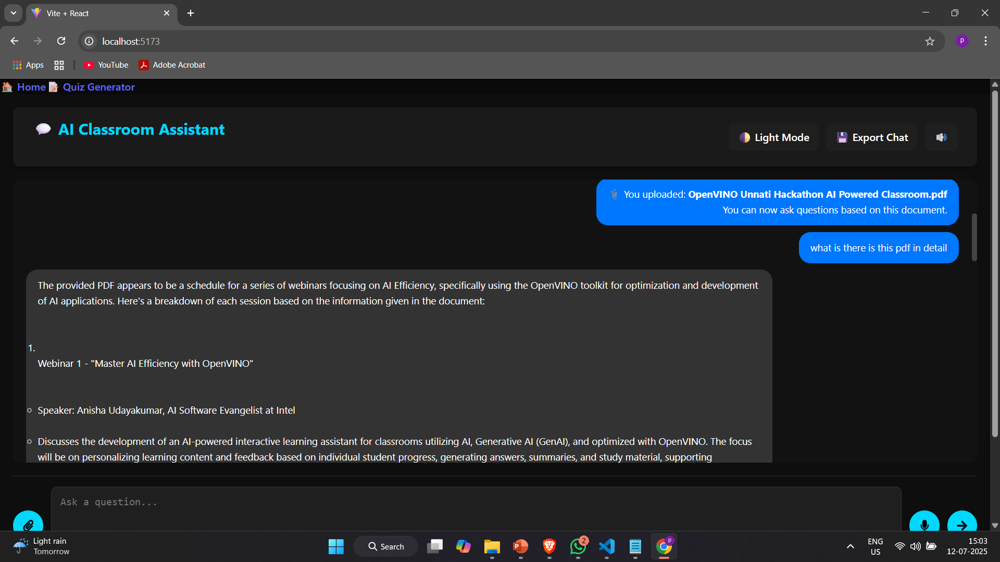 Vite + React
localhost:5173
P
Apps
YouTube
Adobe Acrobat
Home
Quiz Generator
AI Classroom Assistant
Light Mode
Export Chat
You uploaded: OpenVINO Unnati Hackathon AI Powered Classroom.pdf
You can now ask questions based on this document.
what is there is this pdf in detail
The provided PDF appears to be a schedule for a series of webinars focusing on AI Efficiency, specifically using the OpenVINO toolkit for optimization and development
of AI applications. Here's a breakdown of each session based on the information given in the document:
1.
Webinar 1 - "Master AI Efficiency with OpenVINO"
Speaker: Anisha Udayakumar, AI Software Evangelist at Intel
Discusses the development of an AI-powered interactive learning assistant for classrooms utilizing AI, Generative AI (GenAI), and optimized with OpenVINO. The focus
will be on personalizing learning content and feedback based on individual student progress, generating answers, summaries, and study material, supporting
Ask a question...
Light rain
Tomorrow
Search
P
2
P
ENG
US
15:03
12-07-2025